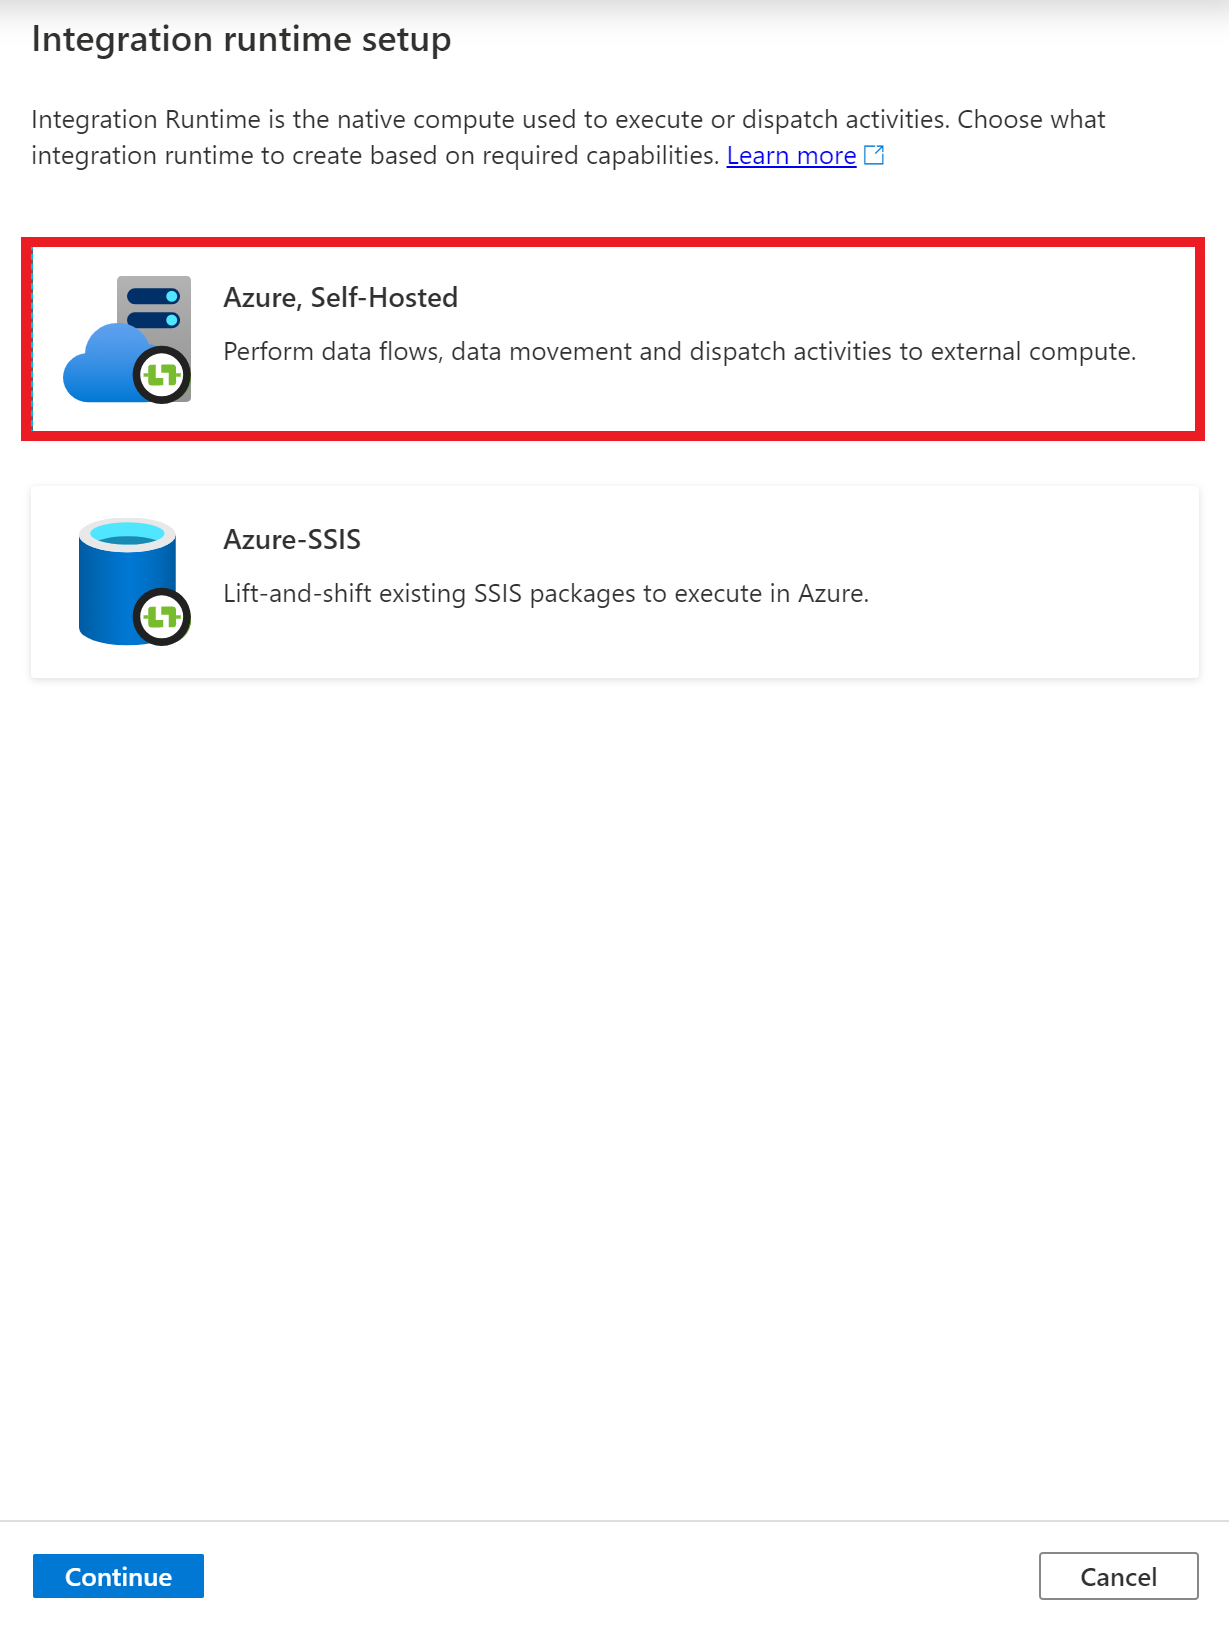 Integration runtime setup
Integration Runtime is the native compute used to execute or dispatch activities. Choose what
integration runtime to create based on required capabilities. Learn more
Azure, Self-Hosted
Perform data flows, data movement and dispatch activities to external compute.
Azure-SSIS
Lift-and-shift existing SSIS packages to execute in Azure.
Continue
Cancel